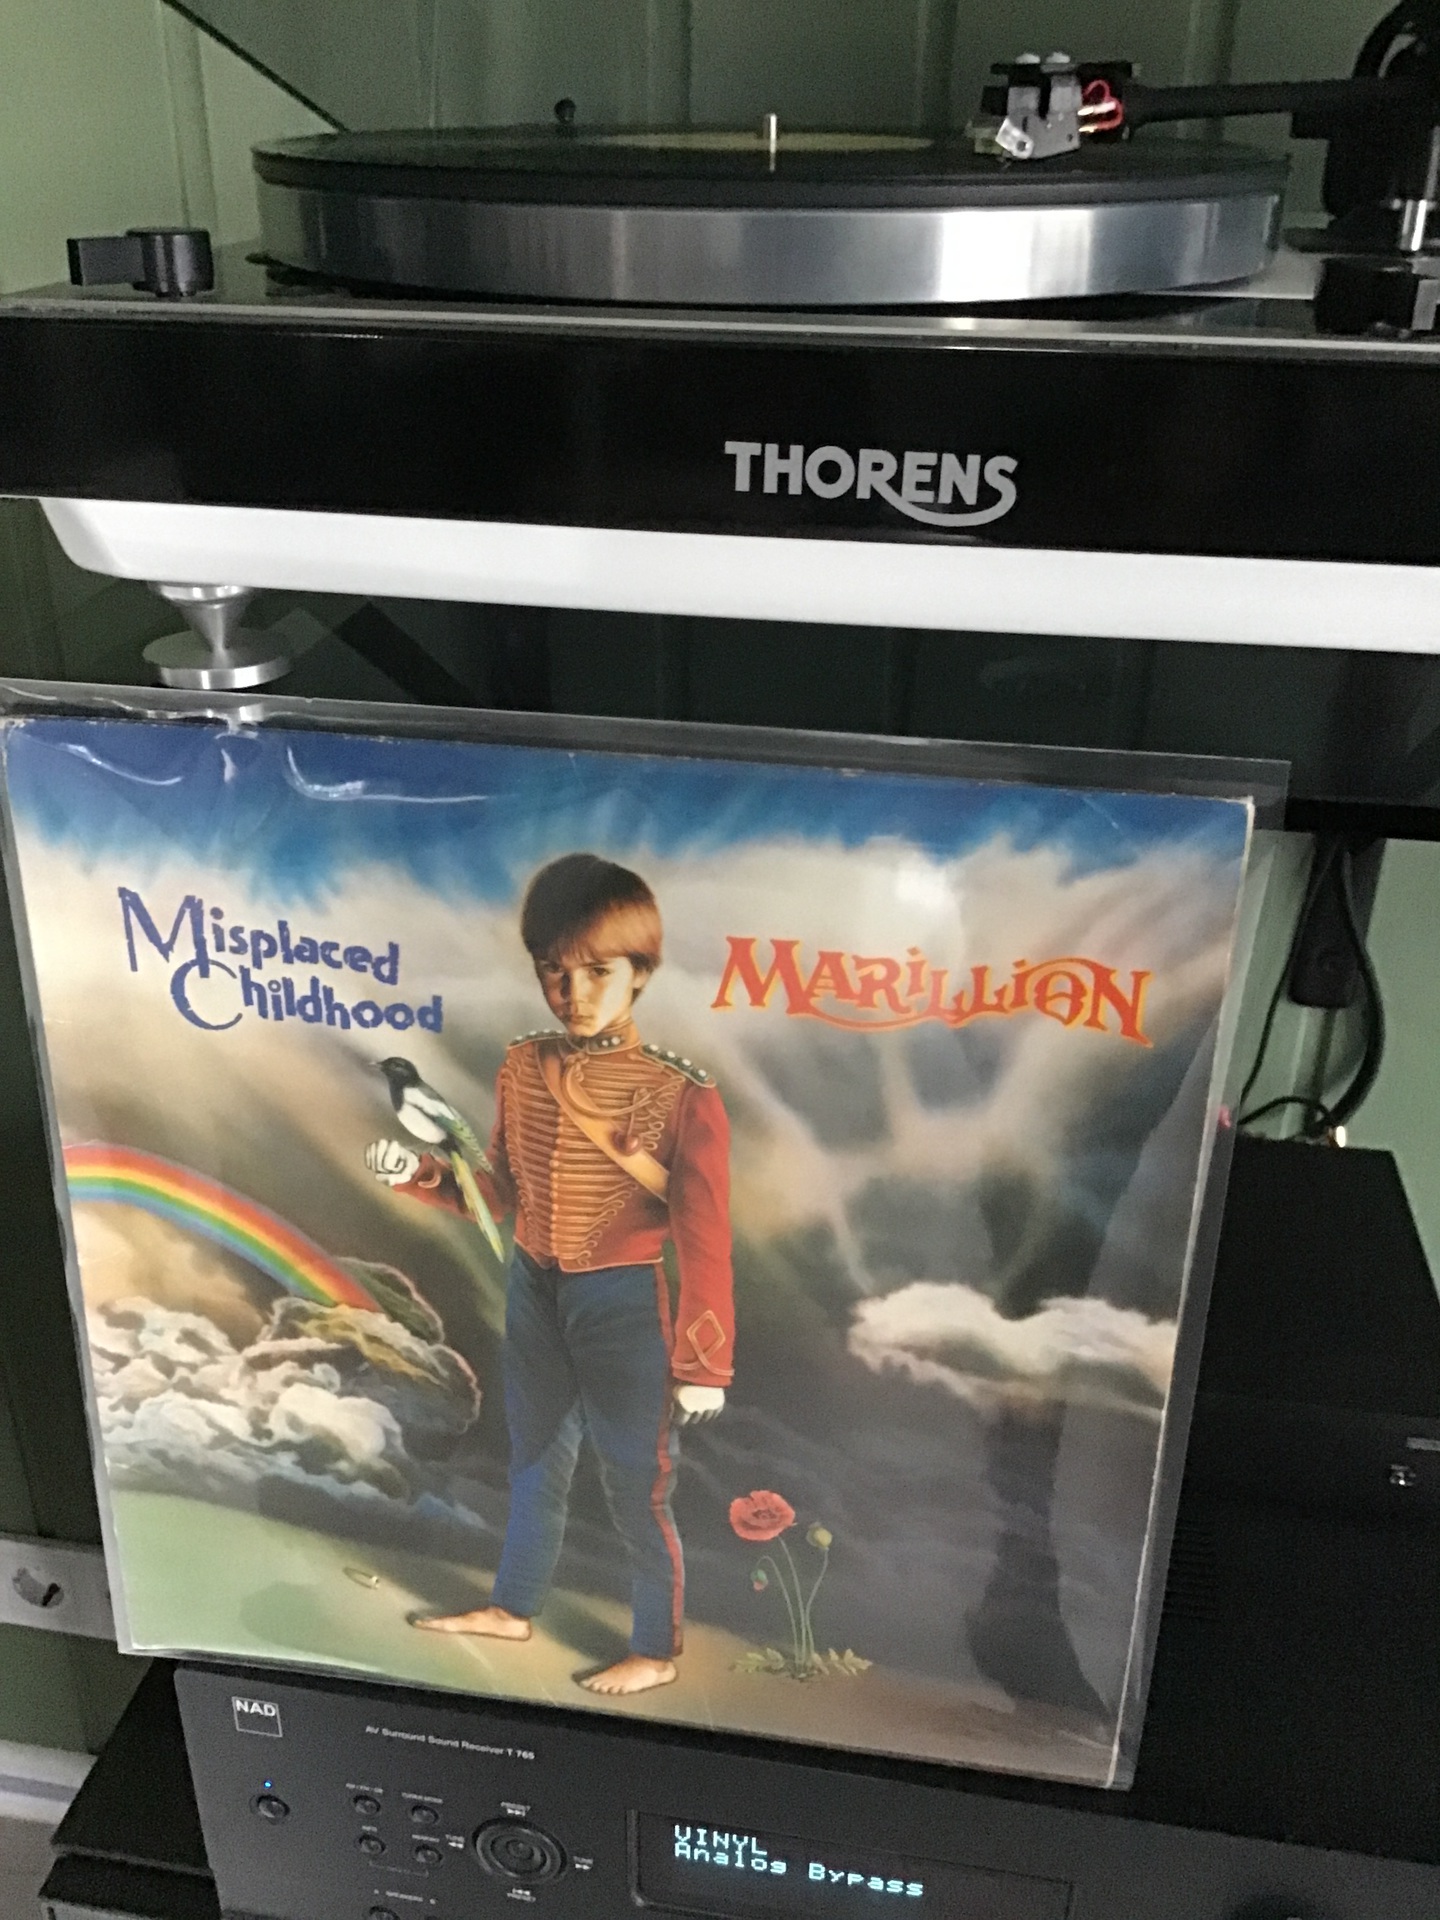 THORENS
Misplaced
Childhood
MARILLION
NAD
AV Surround Sound Receiver T 765
VINYL
Analog Bypass